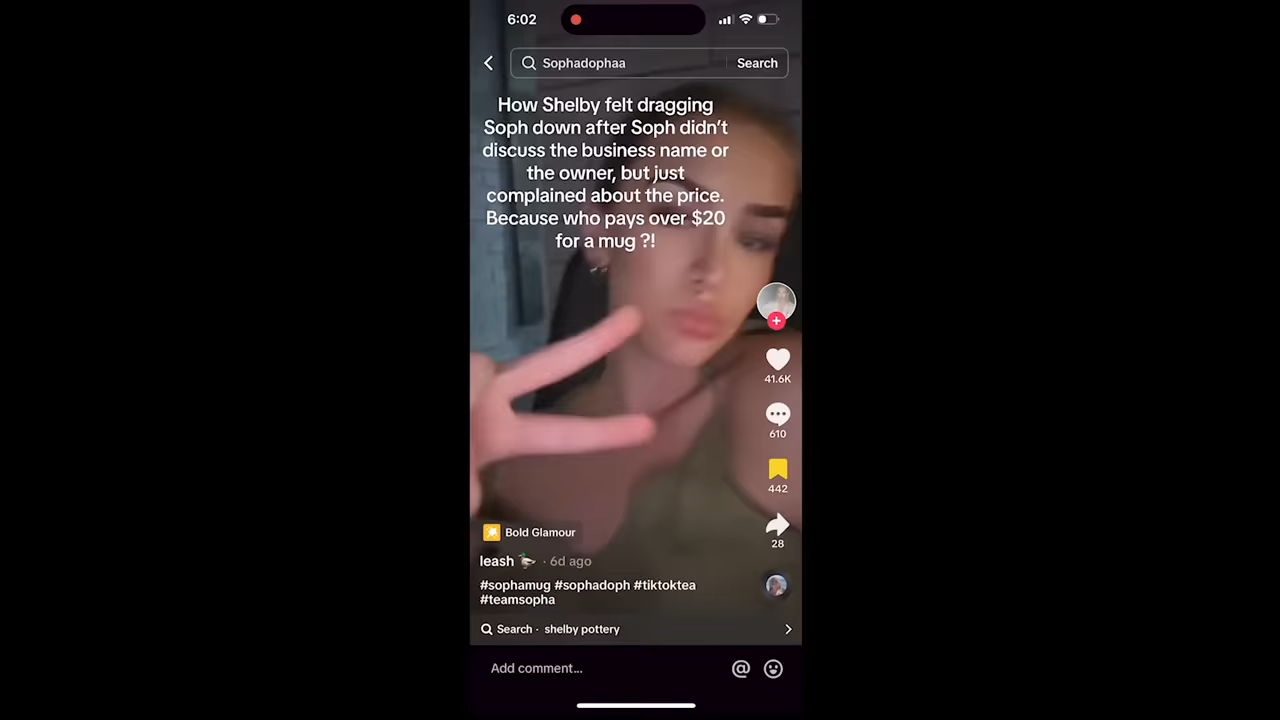 6:02
Sophadophaa
Search
How Shelby felt dragging
Soph down after Soph didn't
discuss the business name or
the owner, but just
complained about the price.
Because who pays over $20
for a mug ?!
41.6K
610
442
28
Bold Glamour
leash 🦆 · 6d ago
#sophamug #sophadoph #tiktoktea
#teamsopha
Search · shelby pottery
Add comment...
@